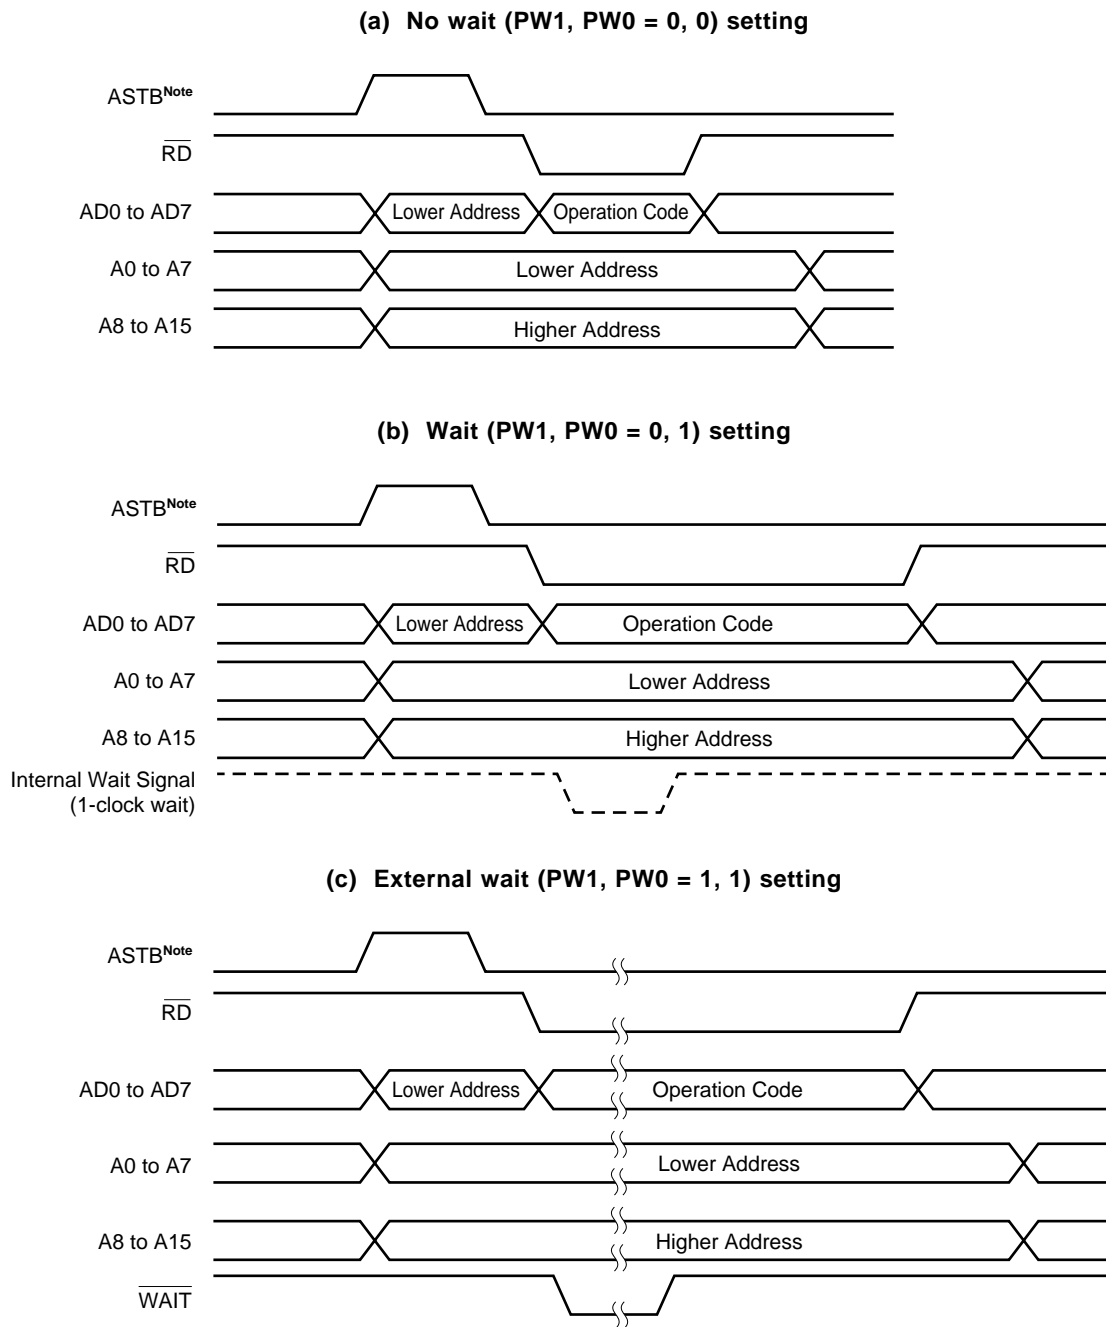 (a) No wait (PW1, PW0 = 0, 0) setting
ASTBNote
RD
AD0 to AD7
Lower Address
Operation Code
A0 to A7
Lower Address
A8 to A15
Higher Address
(b) Wait (PW1, PW0 = 0, 1) setting
ASTBNote
RD
AD0 to AD7
Lower Address
Operation Code
A0 to A7
Lower Address
A8 to A15
Higher Address
Internal Wait Signal
(1-clock wait)
(c) External wait (PW1, PW0 = 1, 1) setting
ASTBNote
RD
AD0 to AD7
Lower Address
Operation Code
A0 to A7
Lower Address
A8 to A15
Higher Address
WAIT